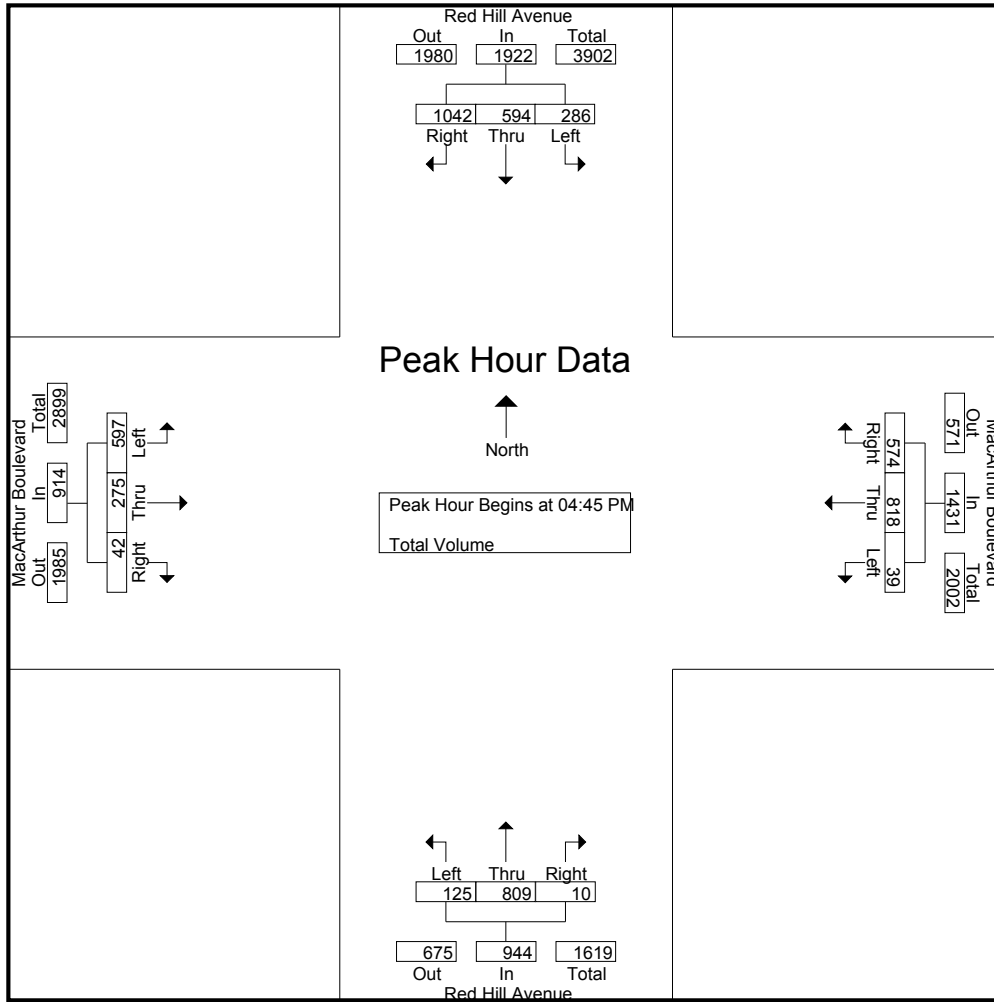 Red Hill Avenue
Out In Total
1980 1922 3902
1042 594 286
Right Thru Left
Peak Hour Data
North
Peak Hour Begins at 04:45 PM
Total Volume
MacArthur Boulevard
Out In Total
1985 914 2899
42 275 597
Right Thru Left
MacArthur Boulevard
Out In Total
571 1431 2002
574 818 39
Right Thru Left
Left Thru Right
125 809 10
675 944 1619
Out In Total
Red Hill Avenue